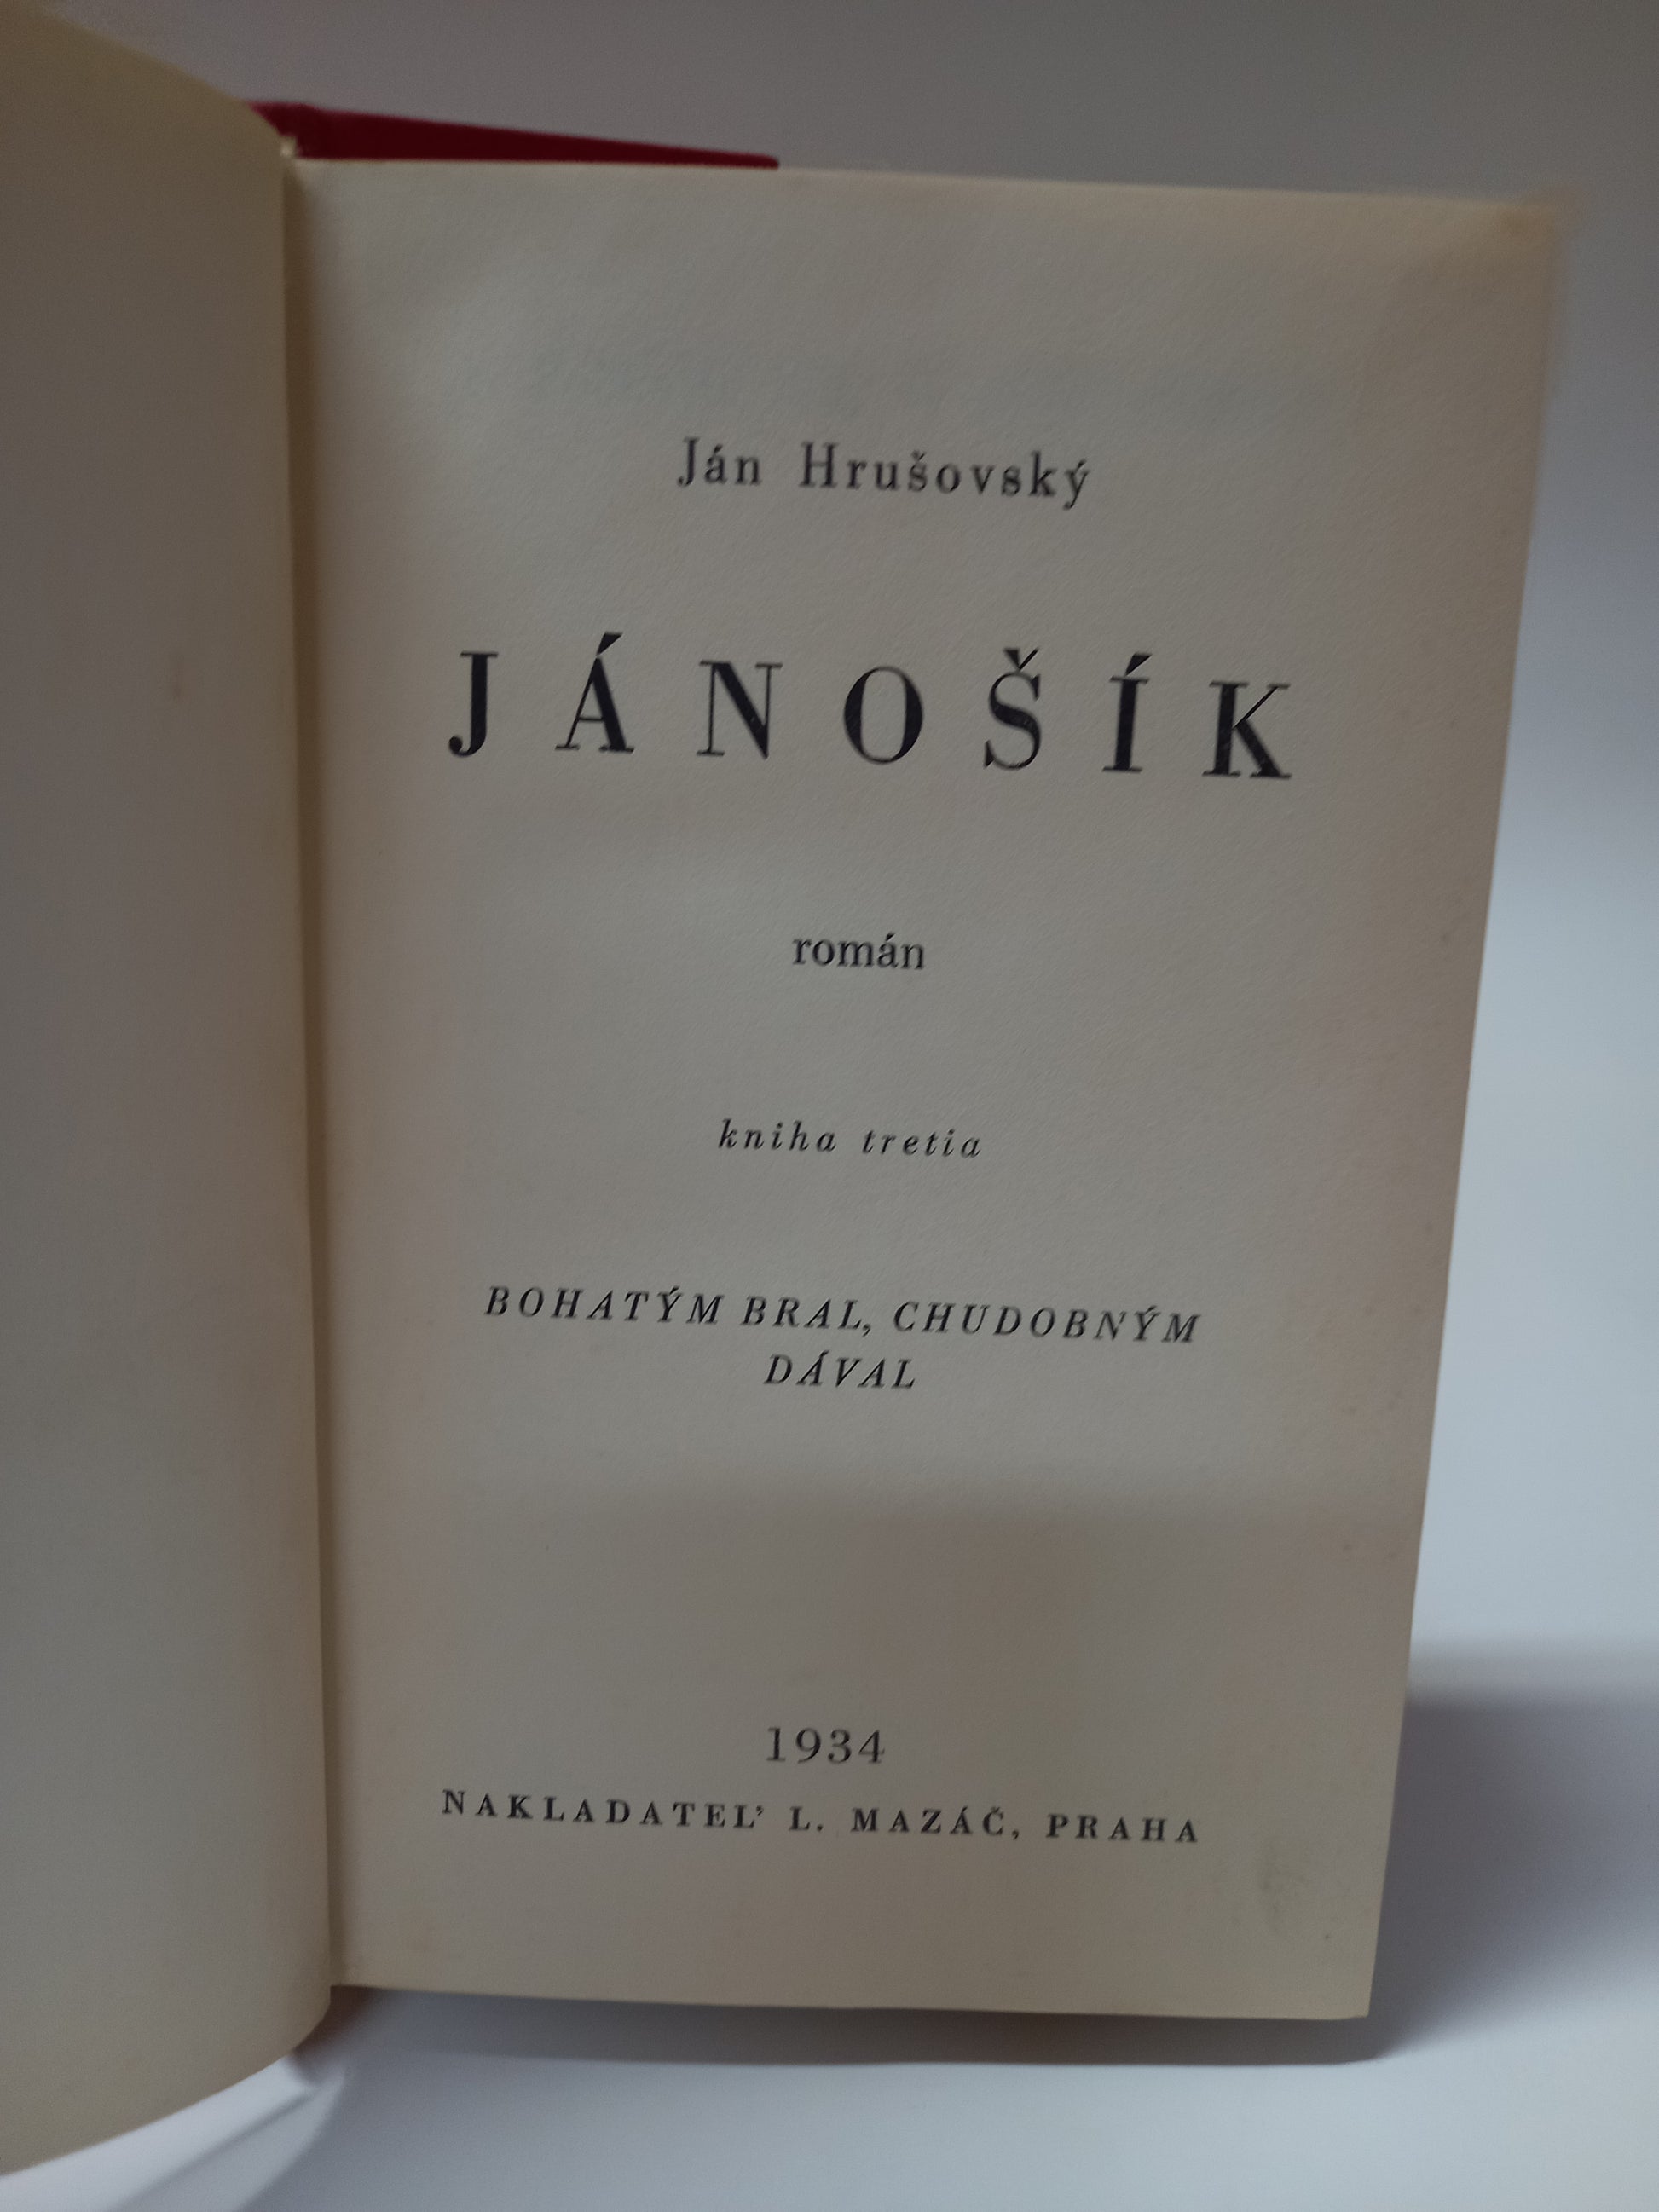 Ján Hrušovský
JÁNOŠÍK
román
kniha tretia
BOHATÝM BRAL, CHUDOBNÝM
DÁVAL
1934
NAKLADATEĽ L. MAZÁČ, PRAHA